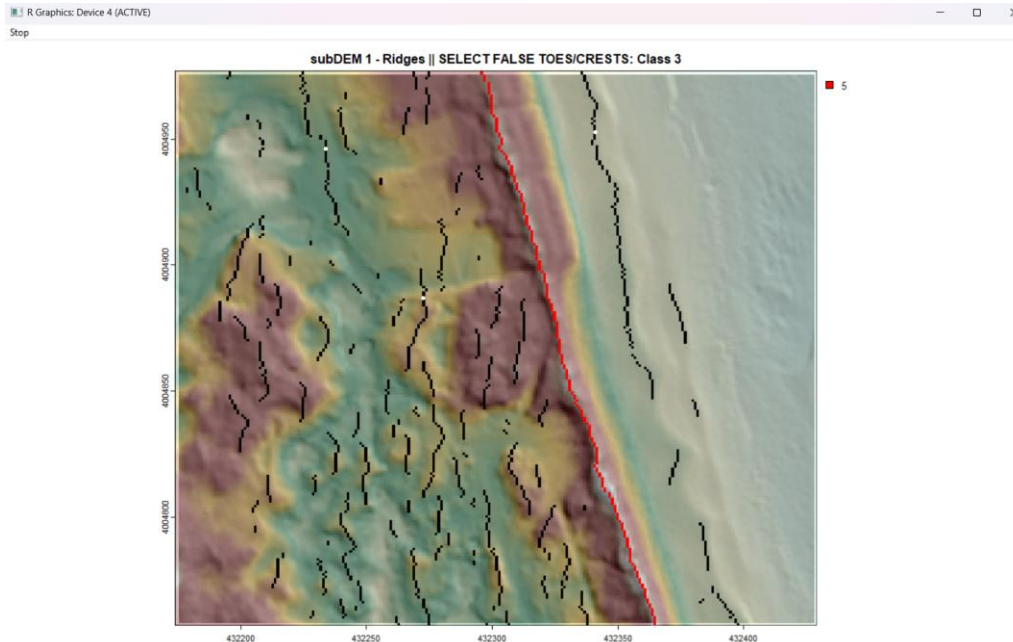 R Graphics: Device 4 (ACTIVE)
Stop
subDEM 1 - Ridges || SELECT FALSE TOES/CRESTS: Class 3
5
4004950
4004900
4004850
4004800
432200 432250 432300 432350 432400